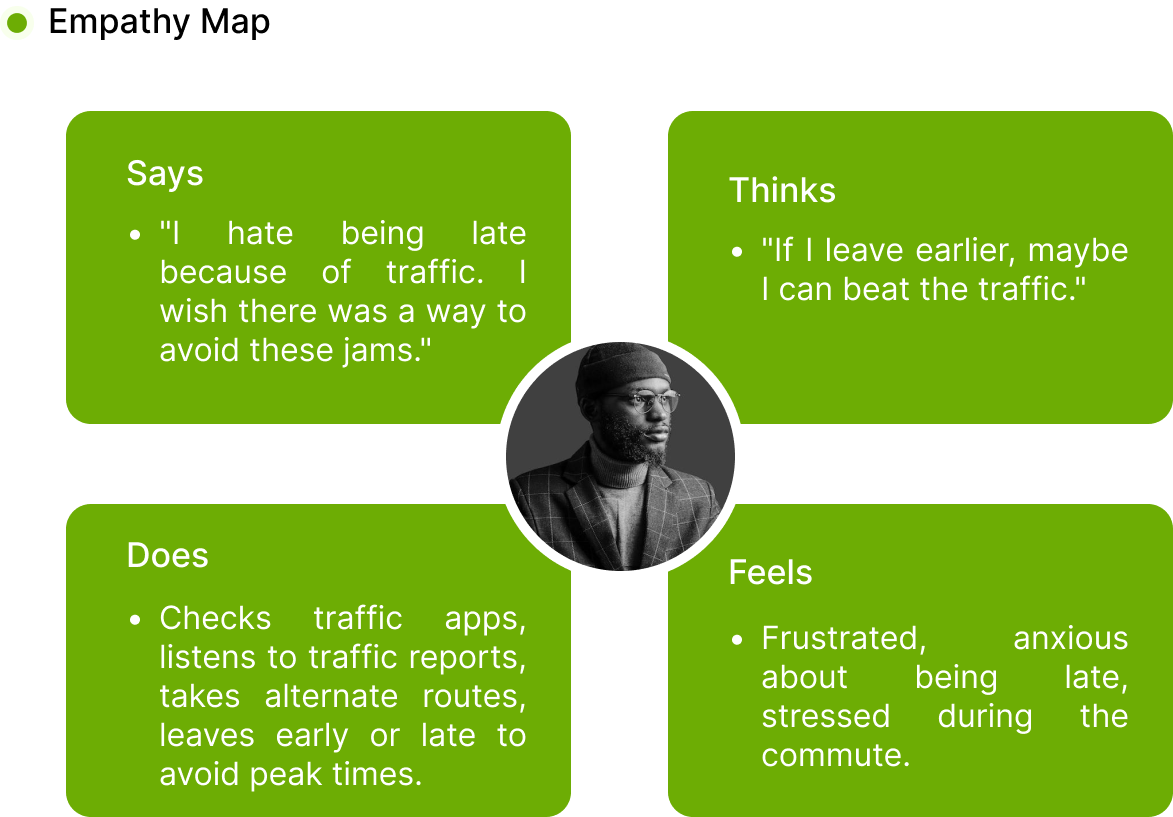 Empathy Map
Says
• "I hate being late
because of traffic. I
wish there was a way to
avoid these jams."
Thinks
• "If I leave earlier, maybe
I can beat the traffic."
Does
• Checks traffic apps,
listens to traffic reports,
takes alternate routes,
leaves early or late to
avoid peak times.
Feels
• Frustrated, anxious
about being late,
stressed during the
commute.